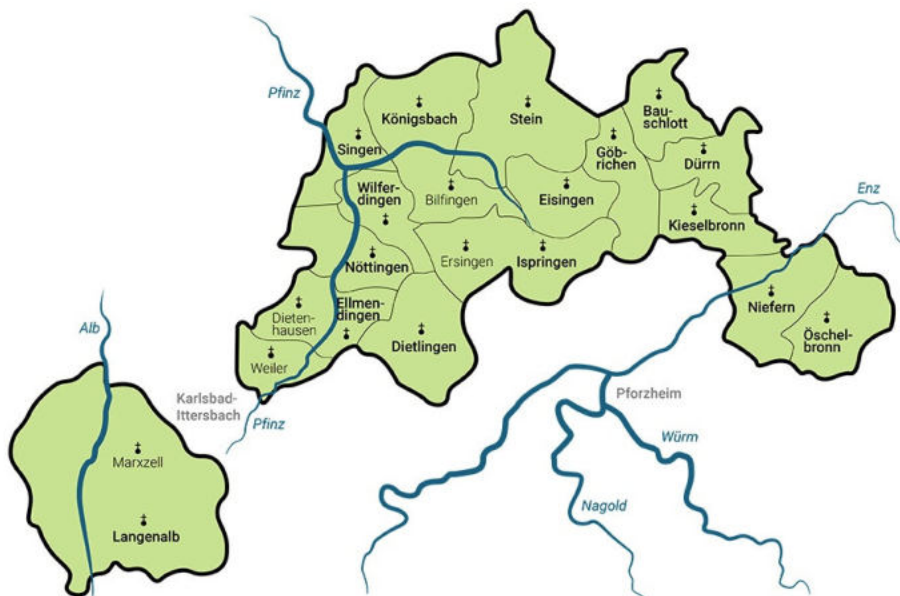 Pfinz
Königsbach
Stein
Bau-
schlott
Singen
Göb-
richen
Dürrn
Wilfer-
dingen
Bilfingen
Eisingen
Enz
Kieselbronn
Nöttingen
Ersingen
Ispringen
Dieten-
hausen
Ellmen-
dingen
Niefern
Öschel-
bronn
Alb
Weiler
Dietlingen
Karlsbad-
Ittersbach
Pfinz
Pforzheim
Marxzell
Würm
Nagold
Langenalb